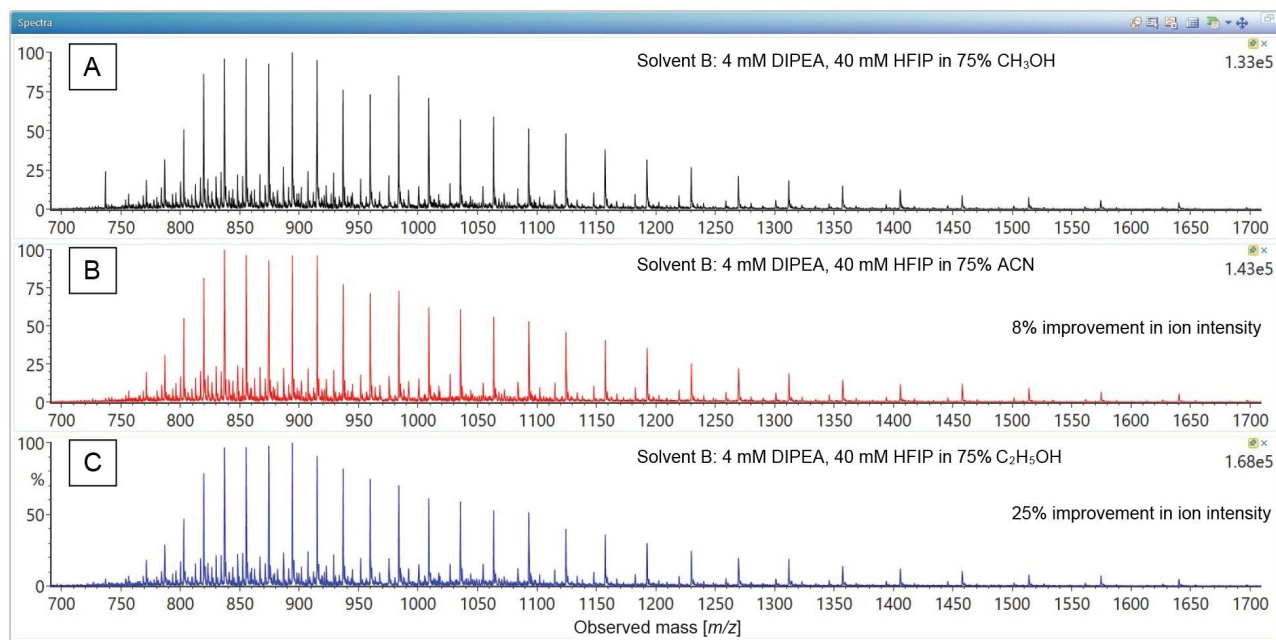 Spectra
A
Solvent B: 4 mM DIPEA, 40 mM HFIP in 75% CH₃OH
1.33e5
100
75
50
25
0
700 750 800 850 900 950 1000 1050 1100 1150 1200 1250 1300 1350 1400 1450 1500 1550 1600 1650 1700
B
Solvent B: 4 mM DIPEA, 40 mM HFIP in 75% ACN
1.43e5
8% improvement in ion intensity
100
75
50
25
0
700 750 800 850 900 950 1000 1050 1100 1150 1200 1250 1300 1350 1400 1450 1500 1550 1600 1650 1700
C
Solvent B: 4 mM DIPEA, 40 mM HFIP in 75% C₂H₅OH
1.68e5
25% improvement in ion intensity
100
%
50
0
700 750 800 850 900 950 1000 1050 1100 1150 1200 1250 1300 1350 1400 1450 1500 1550 1600 1650 1700
Observed mass [m/z]